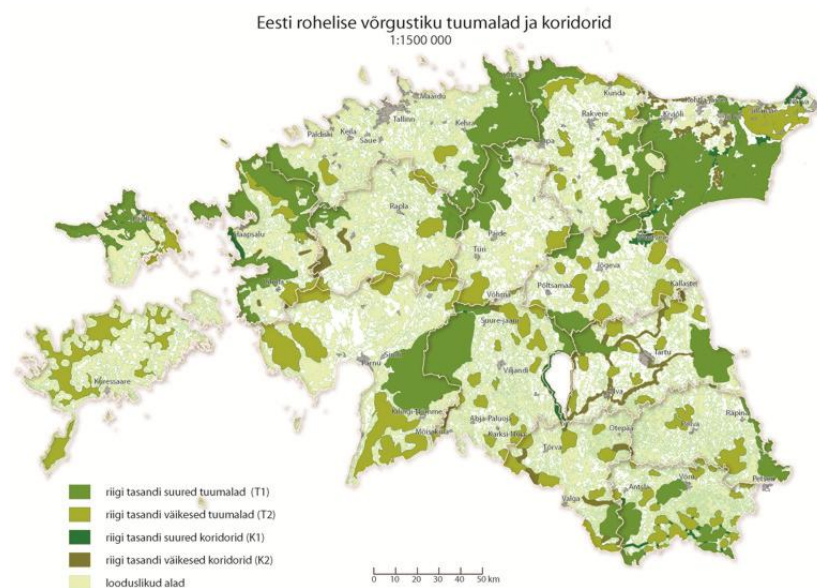 Eesti rohelise võrgustiku tuumalad ja koridorid
1:1500 000
Maardu
Tallinn
Kunda
Paldiski
Keila
Saue
Kehra
Rakvere
Kiviõli
Rapla
Haapsalu
Paide
Türi
Jõgeva
Põltsamaa
Kallaste
Võhma
Suure-Jaani
Tartu
Pärnu
Sindi
Viljandi
Kuressaare
Elva
Kilingi-Nõmme
Abja-Paluoja
Mõisaküla
Karksi-Nuia
Otepää
Põlva
Räpina
Tõrva
Antsla
Võru
Valga
riigi tasandi suured tuumalad (T1)
riigi tasandi väikesed tuumalad (T2)
riigi tasandi suured koridorid (K1)
riigi tasandi väikesed koridorid (K2)
looduslikud alad
0 10 20 30 40 50 km